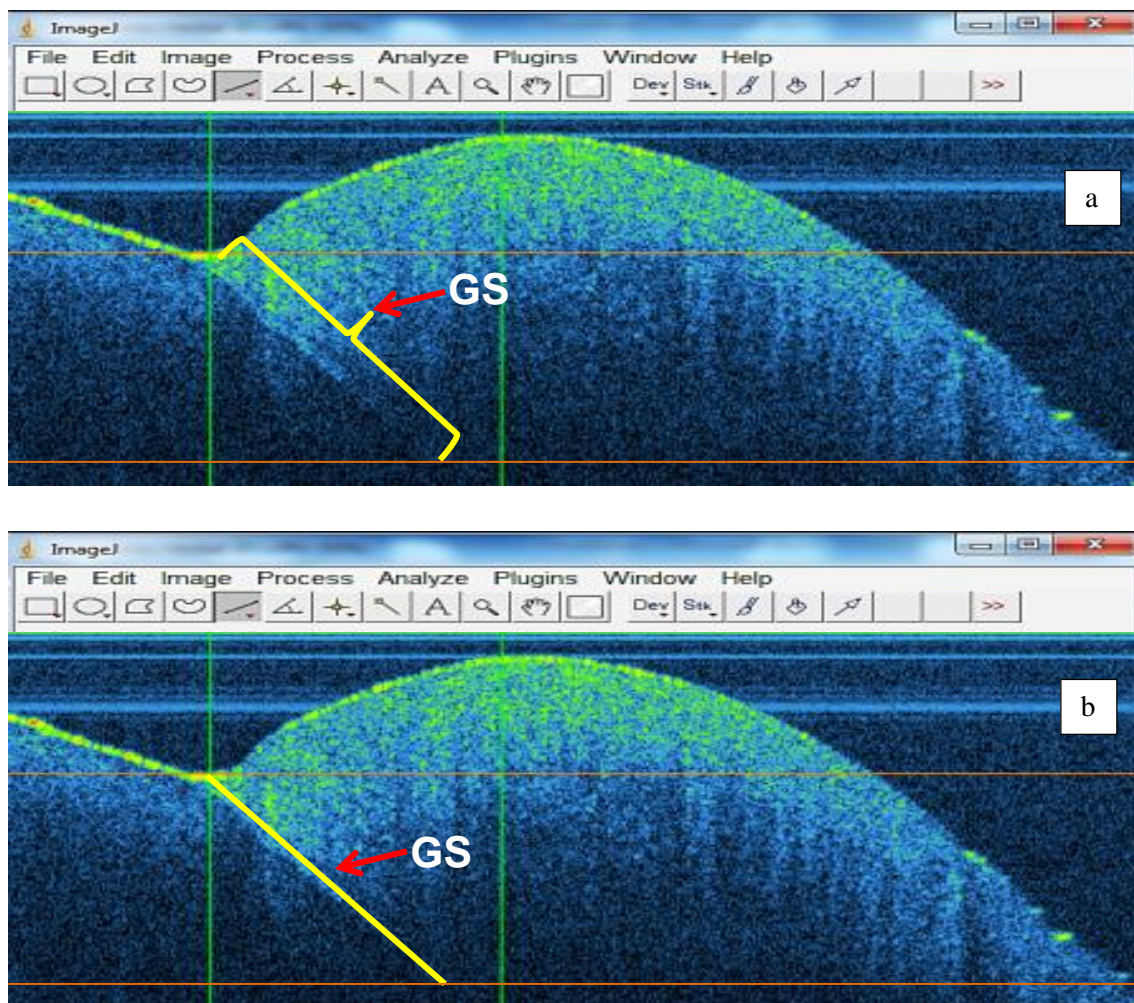 ImageJ
File Edit Image Process Analyze Plugins Window Help
A Dev Stk >>
a
GS
ImageJ
File Edit Image Process Analyze Plugins Window Help
A Dev Stk >>
b
GS